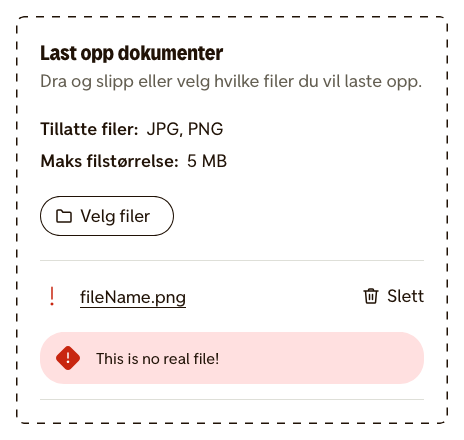 Last opp dokumenter
Dra og slipp eller velg hvilke filer du vil laste opp.
Tillatte filer: JPG, PNG
Maks filstørrelse: 5 MB
Velg filer
! fileName.png Slett
! This is no real file!